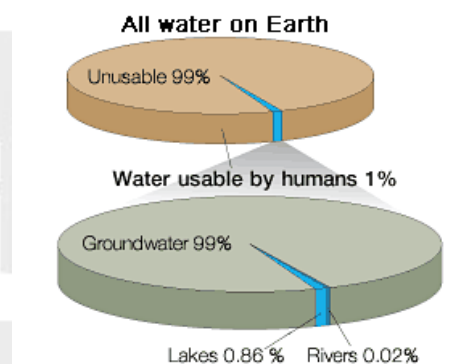 All water on Earth
Unusable 99%
Water usable by humans 1%
Groundwater 99%
Lakes 0.86 % Rivers 0.02%